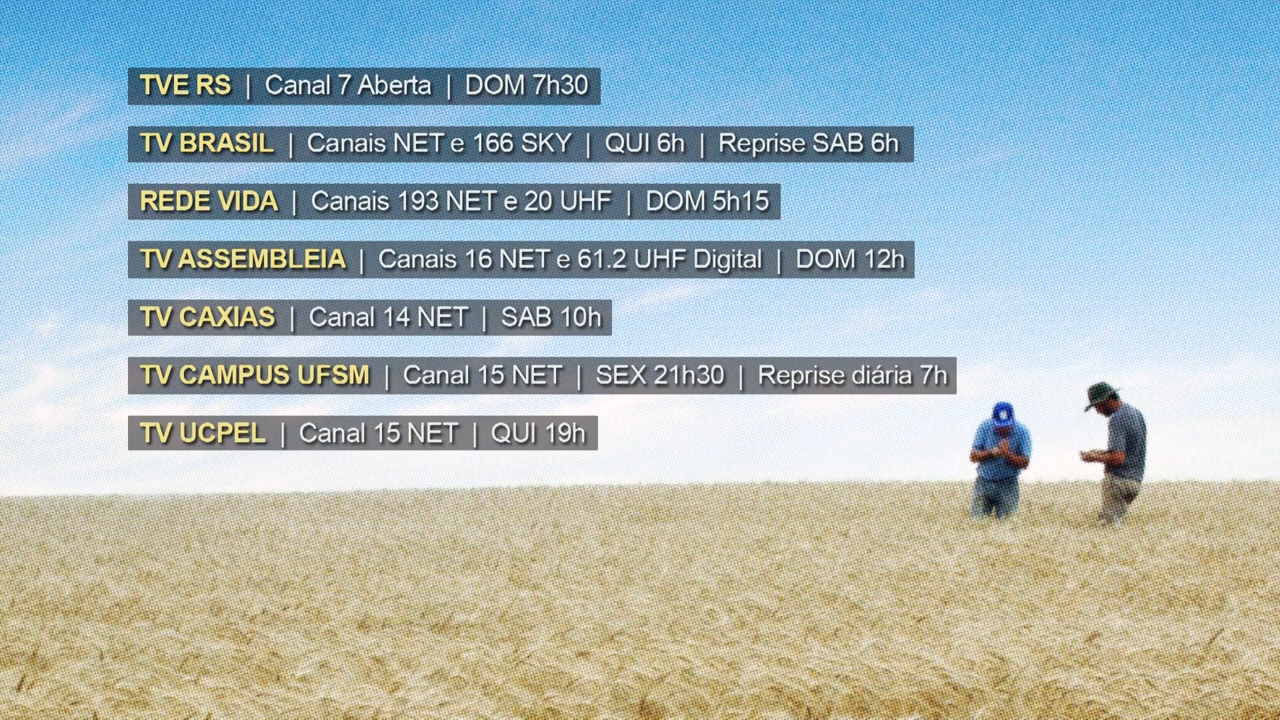 TVE RS | Canal 7 Aberta | DOM 7h30
TV BRASIL | Canais NET e 166 SKY | QUI 6h | Reprise SAB 6h
REDE VIDA | Canais 193 NET e 20 UHF | DOM 5h15
TV ASSEMBLEIA | Canais 16 NET e 61.2 UHF Digital | DOM 12h
TV CAXIAS | Canal 14 NET | SAB 10h
TV CAMPUS UFSM | Canal 15 NET | SEX 21h30 | Reprise diária 7h
TV UCPEL | Canal 15 NET | QUI 19h